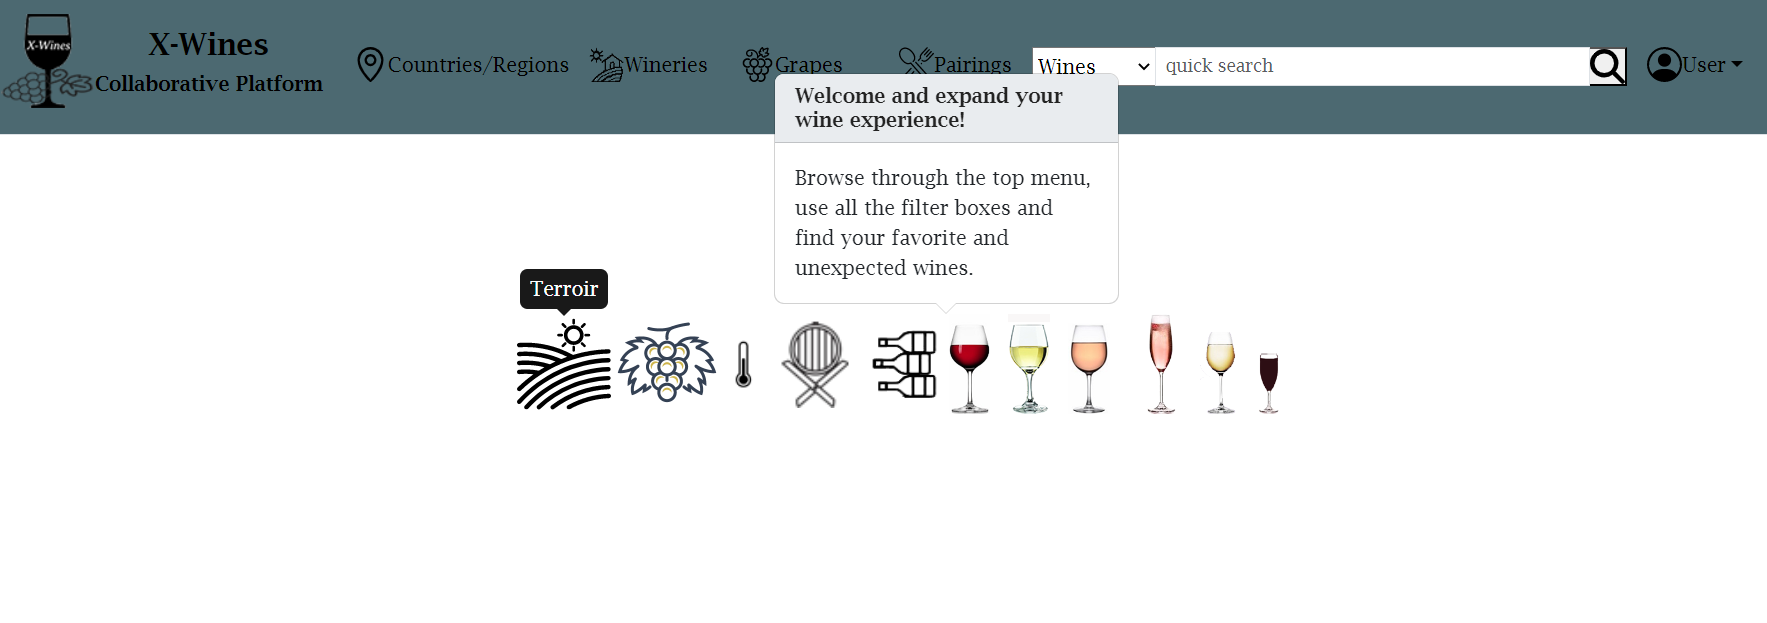 X-Wines
X-Wines
Collaborative Platform
Countries/Regions
Wineries
Grapes
Pairings
Wines
quick search
User
Welcome and expand your
wine experience!
Browse through the top menu,
use all the filter boxes and
find your favorite and
unexpected wines.
Terroir